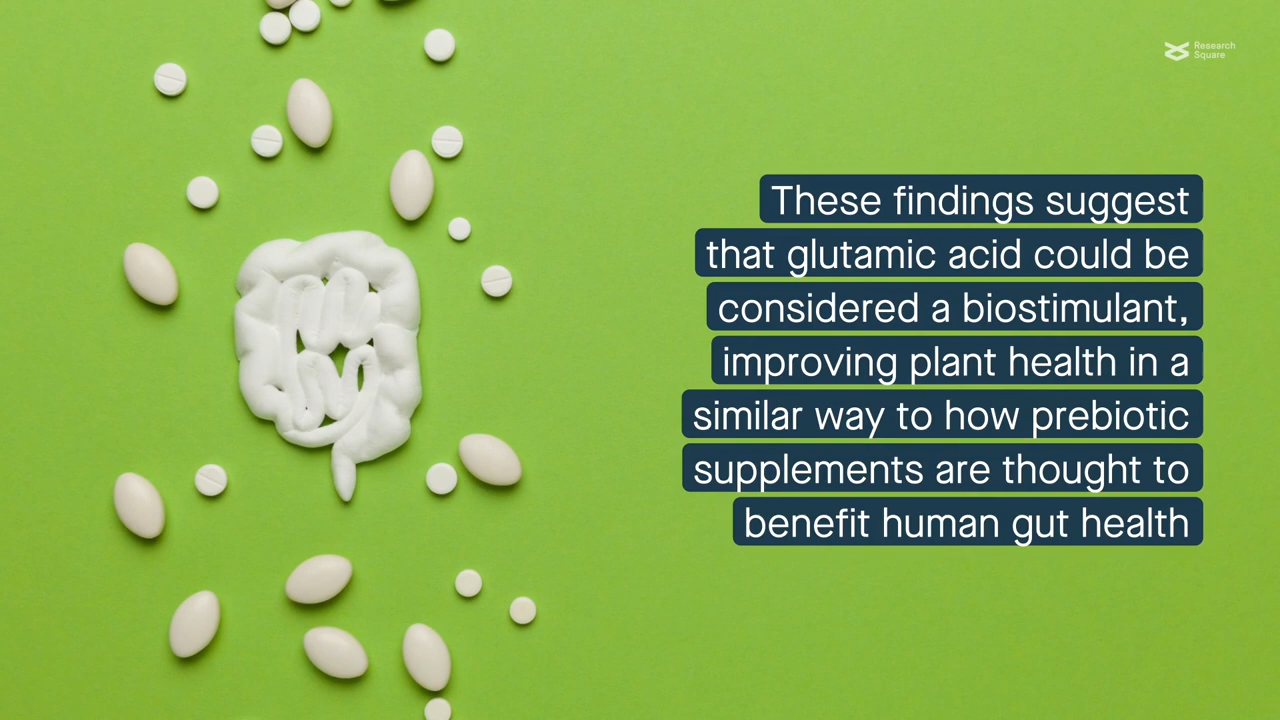 Research
Square
These findings suggest
that glutamic acid could be
considered a biostimulant,
improving plant health in a
similar way to how prebiotic
supplements are thought to
benefit human gut health